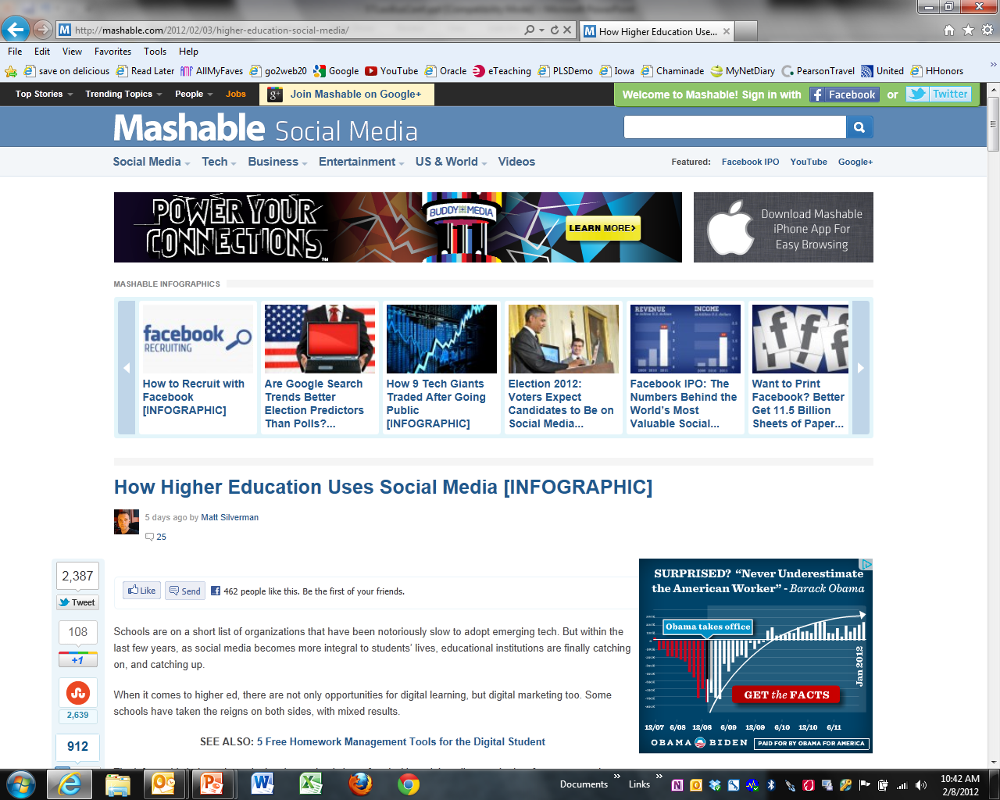 http://mashable.com/2012/02/03/higher-education-social-media/
How Higher Education Use...
File Edit View Favorites Tools Help
save on delicious Read Later AllMyFaves go2web20 Google YouTube Oracle eTeaching PLSDemo Iowa Chaminade MyNetDiary PearsonTravel United HHonors
Top Stories Trending Topics People Jobs Join Mashable on Google+ Welcome to Mashable! Sign in with Facebook or Twitter
Mashable Social Media
Social Media Tech Business Entertainment US & World Videos Featured: Facebook IPO YouTube Google+
POWER YOUR
CONNECTIONS™
BUDDY MEDIA
LEARN MORE>
Download Mashable
iPhone App For
Easy Browsing
MASHABLE INFOGRAPHICS
facebook
RECRUITING
REVENUE INCOME
How to Recruit with
Facebook
[INFOGRAPHIC]
Are Google Search
Trends Better
Election Predictors
Than Polls?...
How 9 Tech Giants
Traded After Going
Public
[INFOGRAPHIC]
Election 2012:
Voters Expect
Candidates to Be on
Social Media...
Facebook IPO: The
Numbers Behind the
World's Most
Valuable Social...
Want to Print
Facebook? Better
Get 11.5 Billion
Sheets of Paper...
How Higher Education Uses Social Media [INFOGRAPHIC]
5 days ago by Matt Silverman
25
2,387
Tweet
108
+1
2,639
912
Like Send 462 people like this. Be the first of your friends.
Schools are on a short list of organizations that have been notoriously slow to adopt emerging tech. But within the
last few years, as social media becomes more integral to students' lives, educational institutions are finally catching
on, and catching up.
When it comes to higher ed, there are not only opportunities for digital learning, but digital marketing too. Some
schools have taken the reigns on both sides, with mixed results.
SEE ALSO: 5 Free Homework Management Tools for the Digital Student
SURPRISED? "Never Underestimate
the American Worker" - Barack Obama
Obama takes office
Jan 2012
GET the FACTS
12/07 6/08 12/08 6/09 12/09 6/10 12/10 6/11
OBAMA BIDEN PAID FOR BY OBAMA FOR AMERICA
Documents » Links »
10:42 AM
2/8/2012